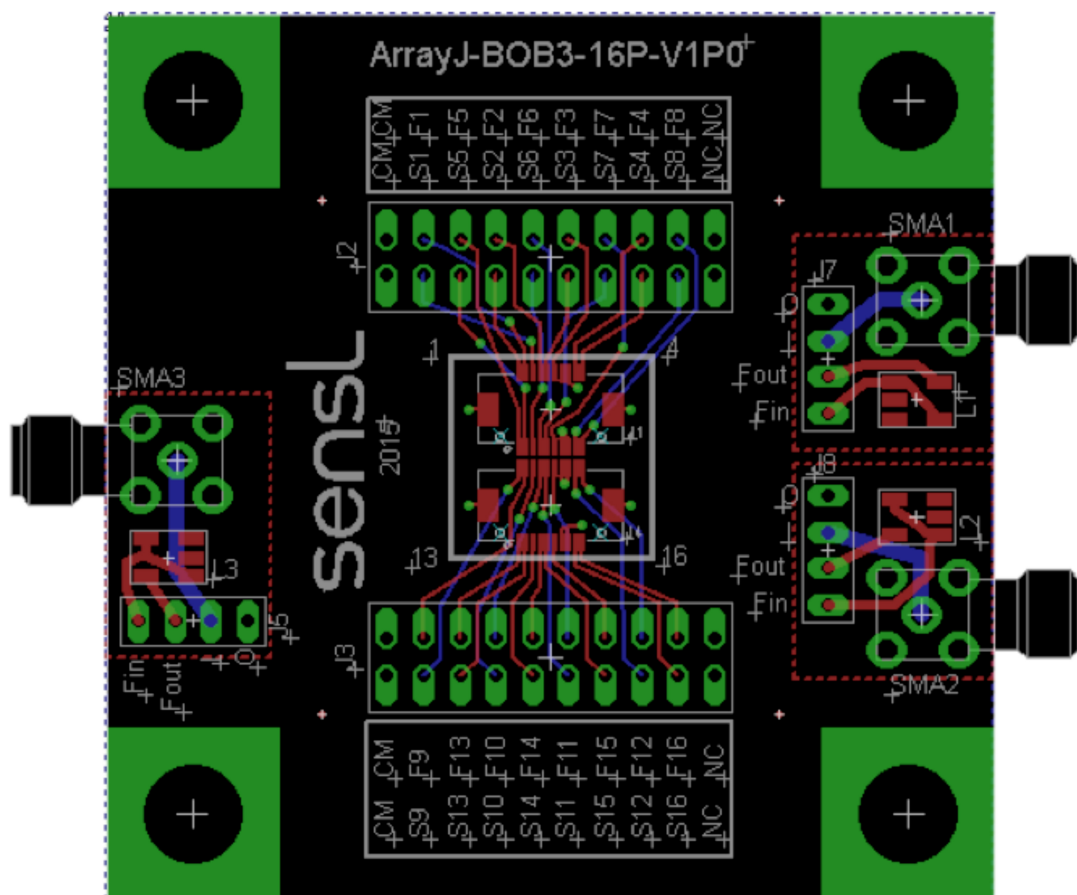 ArrayJ-BOB3-16P-V1P0
CM F1 F5 F2 F6 F3 F7 F4 F8 NC
CM S1 S5 S2 S6 S3 S7 S4 S8 NC
J2
SMA1
J7
O
I
Fout
Fin
L1
1
4
SMA3
sensL
2015
J1
J4
J8
O
I
Fout
Fin
L2
13
16
L3
J5
Fin
Fout
I
O
J3
SMA2
CM F9 F13 F10 F14 F11 F15 F12 F16 NC
CM S9 S13 S10 S14 S11 S15 S12 S16 NC